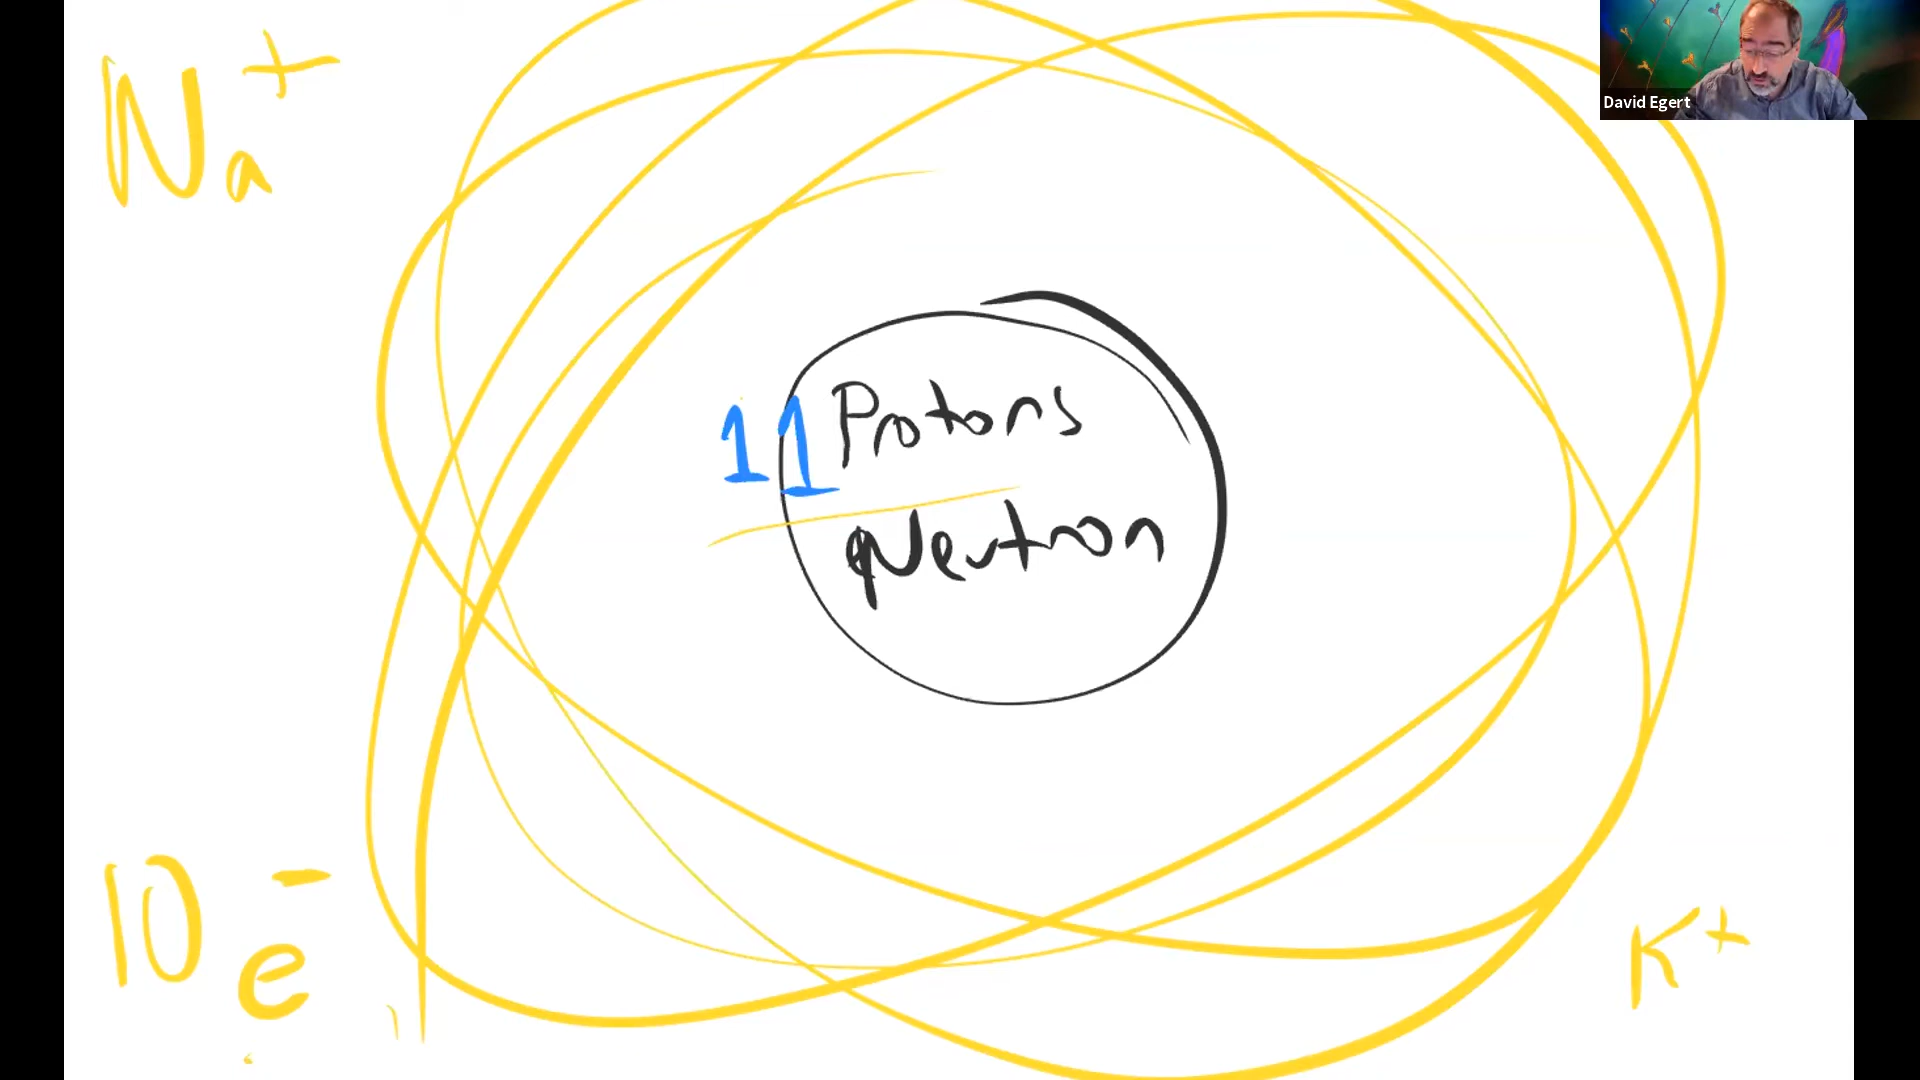 Na+
David Egert
11 Protons
Neutron
10 e-
K+